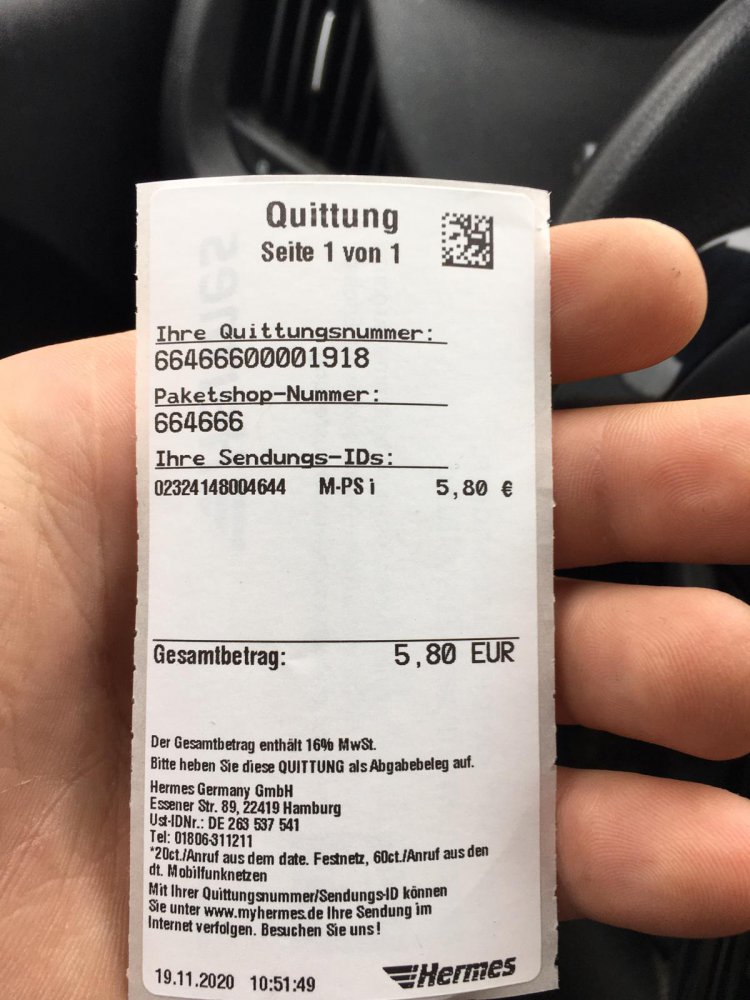 Quittung
Seite 1 von 1
Ihre Quittungsnummer:
66466600001918
Paketshop-Nummer:
664666
Ihre Sendungs-IDs:
02324148004644 M-PS i 5,80 €
Gesamtbetrag: 5,80 EUR
Der Gesamtbetrag enthält 16% MwSt.
Bitte heben Sie diese QUITTUNG als Abgabebeleg auf.
Hermes Germany GmbH
Essener Str. 89, 22419 Hamburg
Ust-IDNr.: DE 263 537 541
Tel: 01806-311211
*20ct./Anruf aus dem date. Festnetz, 60ct./Anruf aus den
dt. Mobilfunknetzen
Mit Ihrer Quittungsnummer/Sendungs-ID können
Sie unter www.myhermes.de Ihre Sendung im
Internet verfolgen. Besuchen Sie uns!
19.11.2020 10:51:49 Hermes